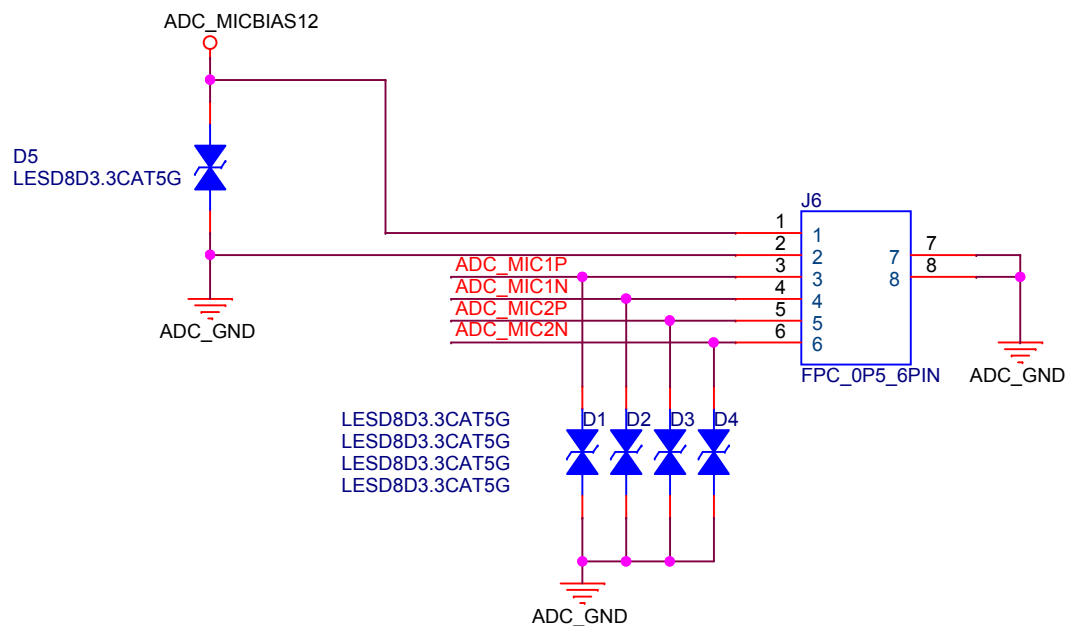 ADC_MICBIAS12
D5
LESD8D3.3CAT5G
ADC_GND
J6
1
2
3
4
5
6
1
2
3
4
5
6
7
8
7
8
ADC_MIC1P
ADC_MIC1N
ADC_MIC2P
ADC_MIC2N
FPC_0P5_6PIN
ADC_GND
LESD8D3.3CAT5G
LESD8D3.3CAT5G
LESD8D3.3CAT5G
LESD8D3.3CAT5G
D1
D2
D3
D4
ADC_GND